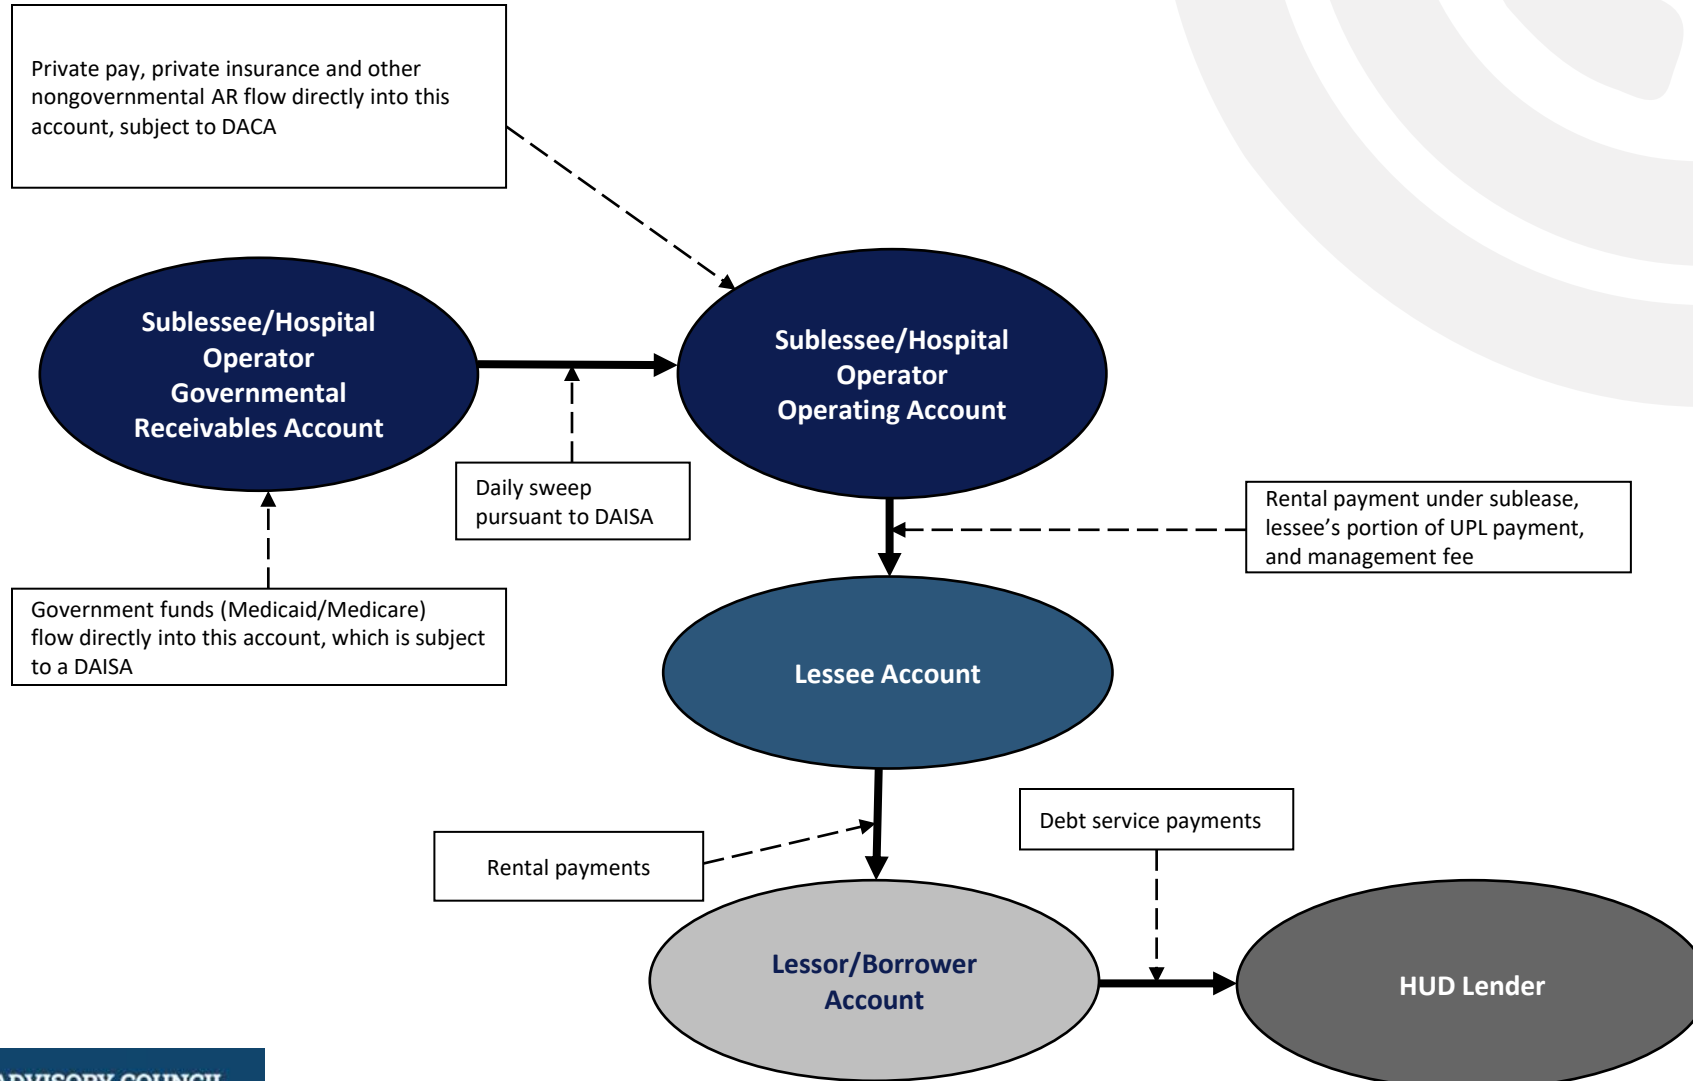 Private pay, private insurance and other
nongovernmental AR flow directly into this
account, subject to DACA
Sublessee/Hospital
Operator
Governmental
Receivables Account
Sublessee/Hospital
Operator
Operating Account
Daily sweep
pursuant to DAISA
Rental payment under sublease,
lessee’s portion of UPL payment,
and management fee
Government funds (Medicaid/Medicare)
flow directly into this account, which is subject
to a DAISA
Lessee Account
Rental payments
Debt service payments
Lessor/Borrower
Account
HUD Lender
ADVISORY COUNCIL